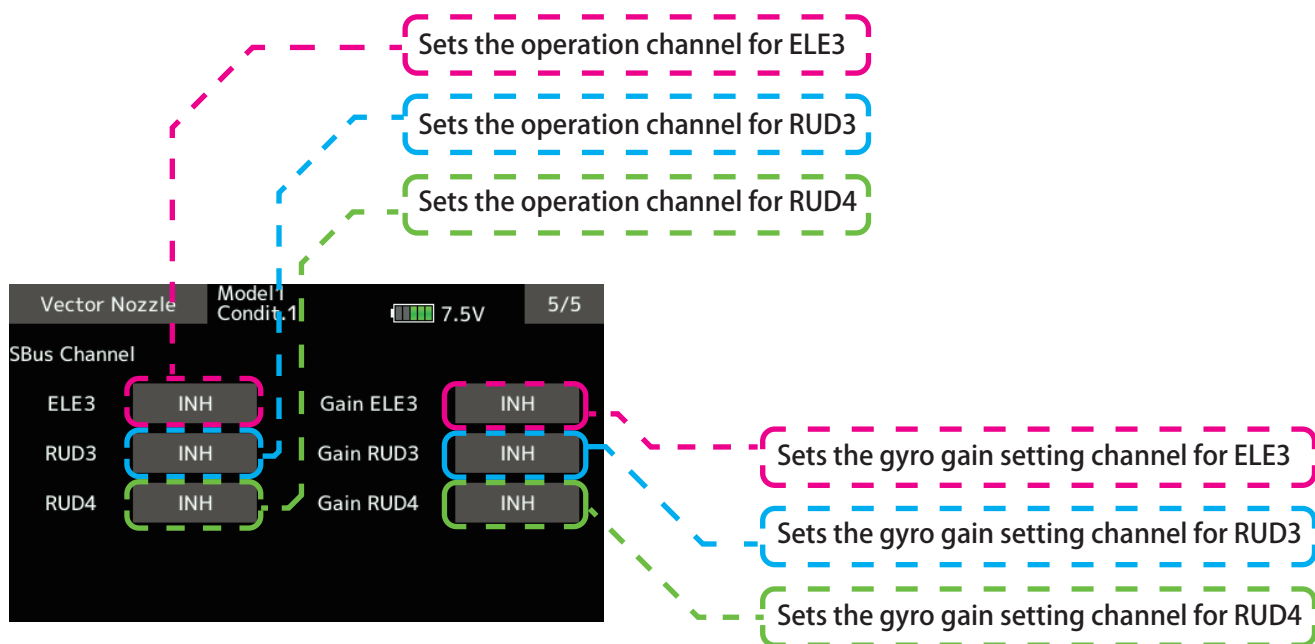 Sets the operation channel for ELE3
Sets the operation channel for RUD3
Sets the operation channel for RUD4
Vector Nozzle
Model1
Condit.1
7.5V
5/5
SBus Channel
ELE3 INH Gain ELE3 INH
RUD3 INH Gain RUD3 INH
RUD4 INH Gain RUD4 INH
Sets the gyro gain setting channel for ELE3
Sets the gyro gain setting channel for RUD3
Sets the gyro gain setting channel for RUD4